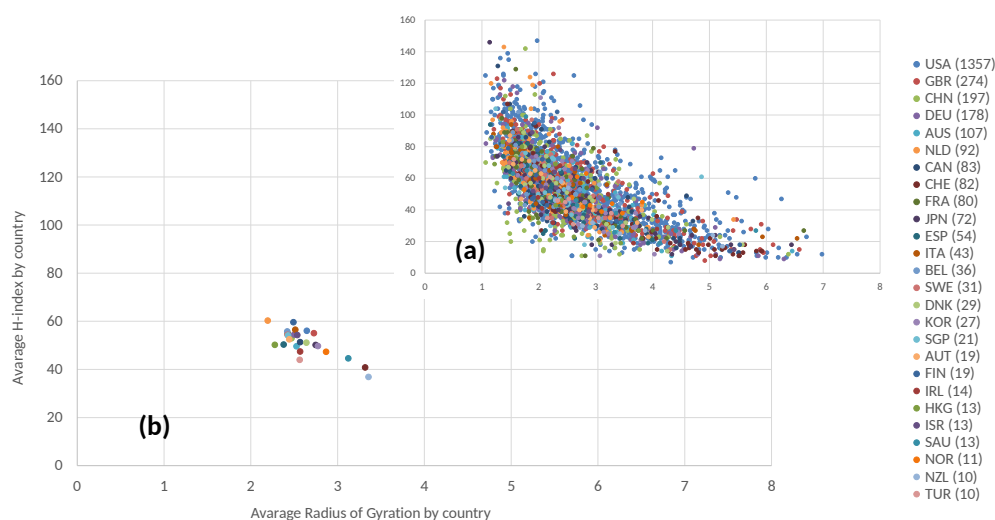 160
140
120
100
80
60
40
20
0
0 1 2 3 4 5 6 7 8
(a)
160
140
120
100
80
60
40
20
0
0 1 2 3 4 5 6 7 8
(b)
Avarage H-index by country
Avarage Radius of Gyration by country
USA (1357)
GBR (274)
CHN (197)
DEU (178)
AUS (107)
NLD (92)
CAN (83)
CHE (82)
FRA (80)
JPN (72)
ESP (54)
ITA (43)
BEL (36)
SWE (31)
DNK (29)
KOR (27)
SGP (21)
AUT (19)
FIN (19)
IRL (14)
HKG (13)
ISR (13)
SAU (13)
NOR (11)
NZL (10)
TUR (10)